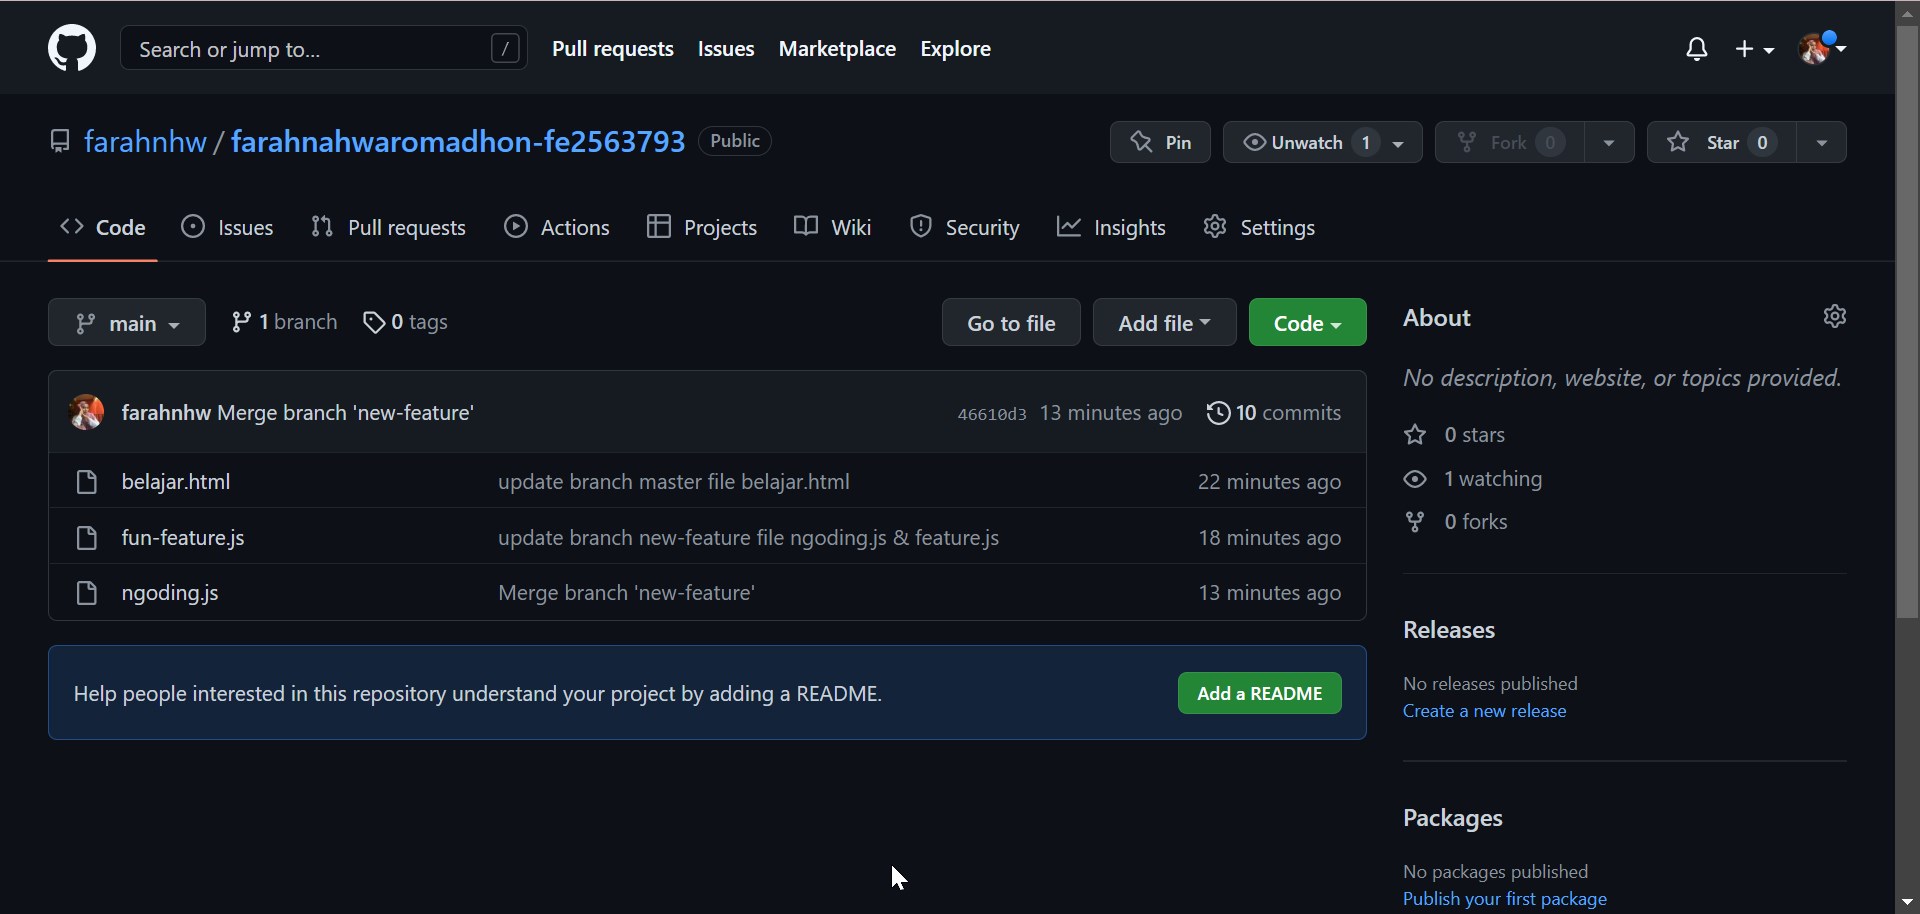 Search or jump to... / Pull requests Issues Marketplace Explore
farahnhw / farahnahwaromadhon-fe2563793 Public Pin Unwatch 1 Fork 0 Star 0
Code Issues Pull requests Actions Projects Wiki Security Insights Settings
main 1 branch 0 tags Go to file Add file Code
farahnhw Merge branch 'new-feature' 46610d3 13 minutes ago 10 commits
belajar.html update branch master file belajar.html 22 minutes ago
fun-feature.js update branch new-feature file ngoding.js & feature.js 18 minutes ago
ngoding.js Merge branch 'new-feature' 13 minutes ago
Help people interested in this repository understand your project by adding a README. Add a README
About
No description, website, or topics provided.
0 stars
1 watching
0 forks
Releases
No releases published
Create a new release
Packages
No packages published
Publish your first package